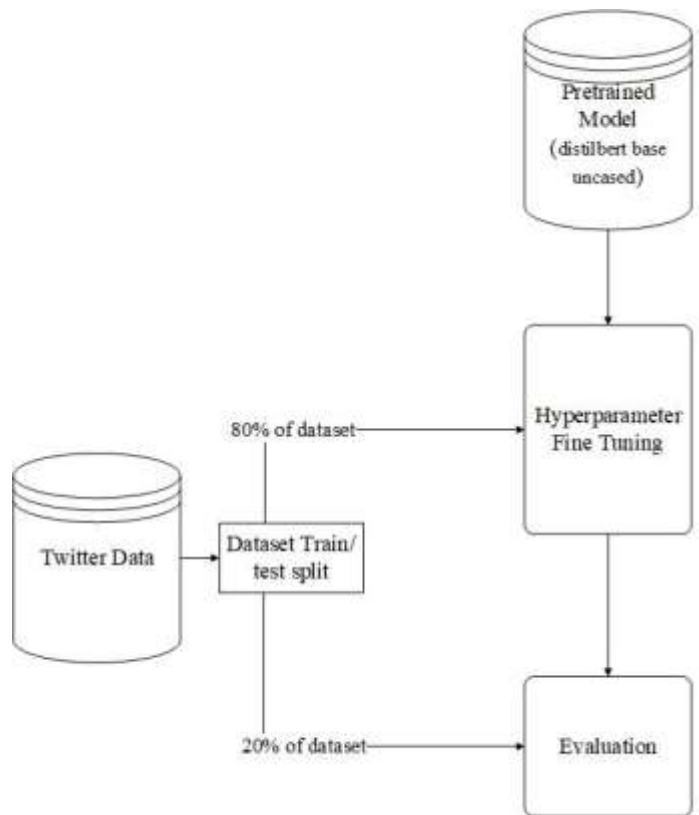 Pretrained
Model
(distilbert base
uncased)
80% of dataset
Hyperparameter
Fine Tuning
Twitter Data
Dataset Train/
test split
20% of dataset
Evaluation